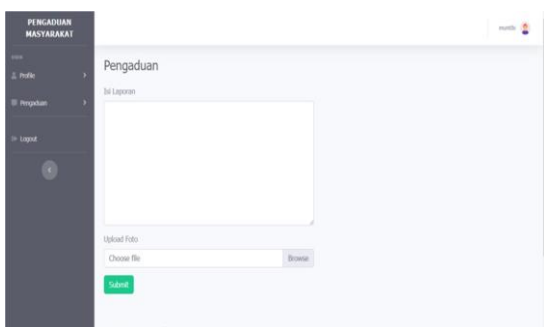 PENGADUAN
MASYARAKAT
Profile
Pengaduan
Logout
Pengaduan
Isi Laporan
Upload Foto
Choose file
Browse
Submit